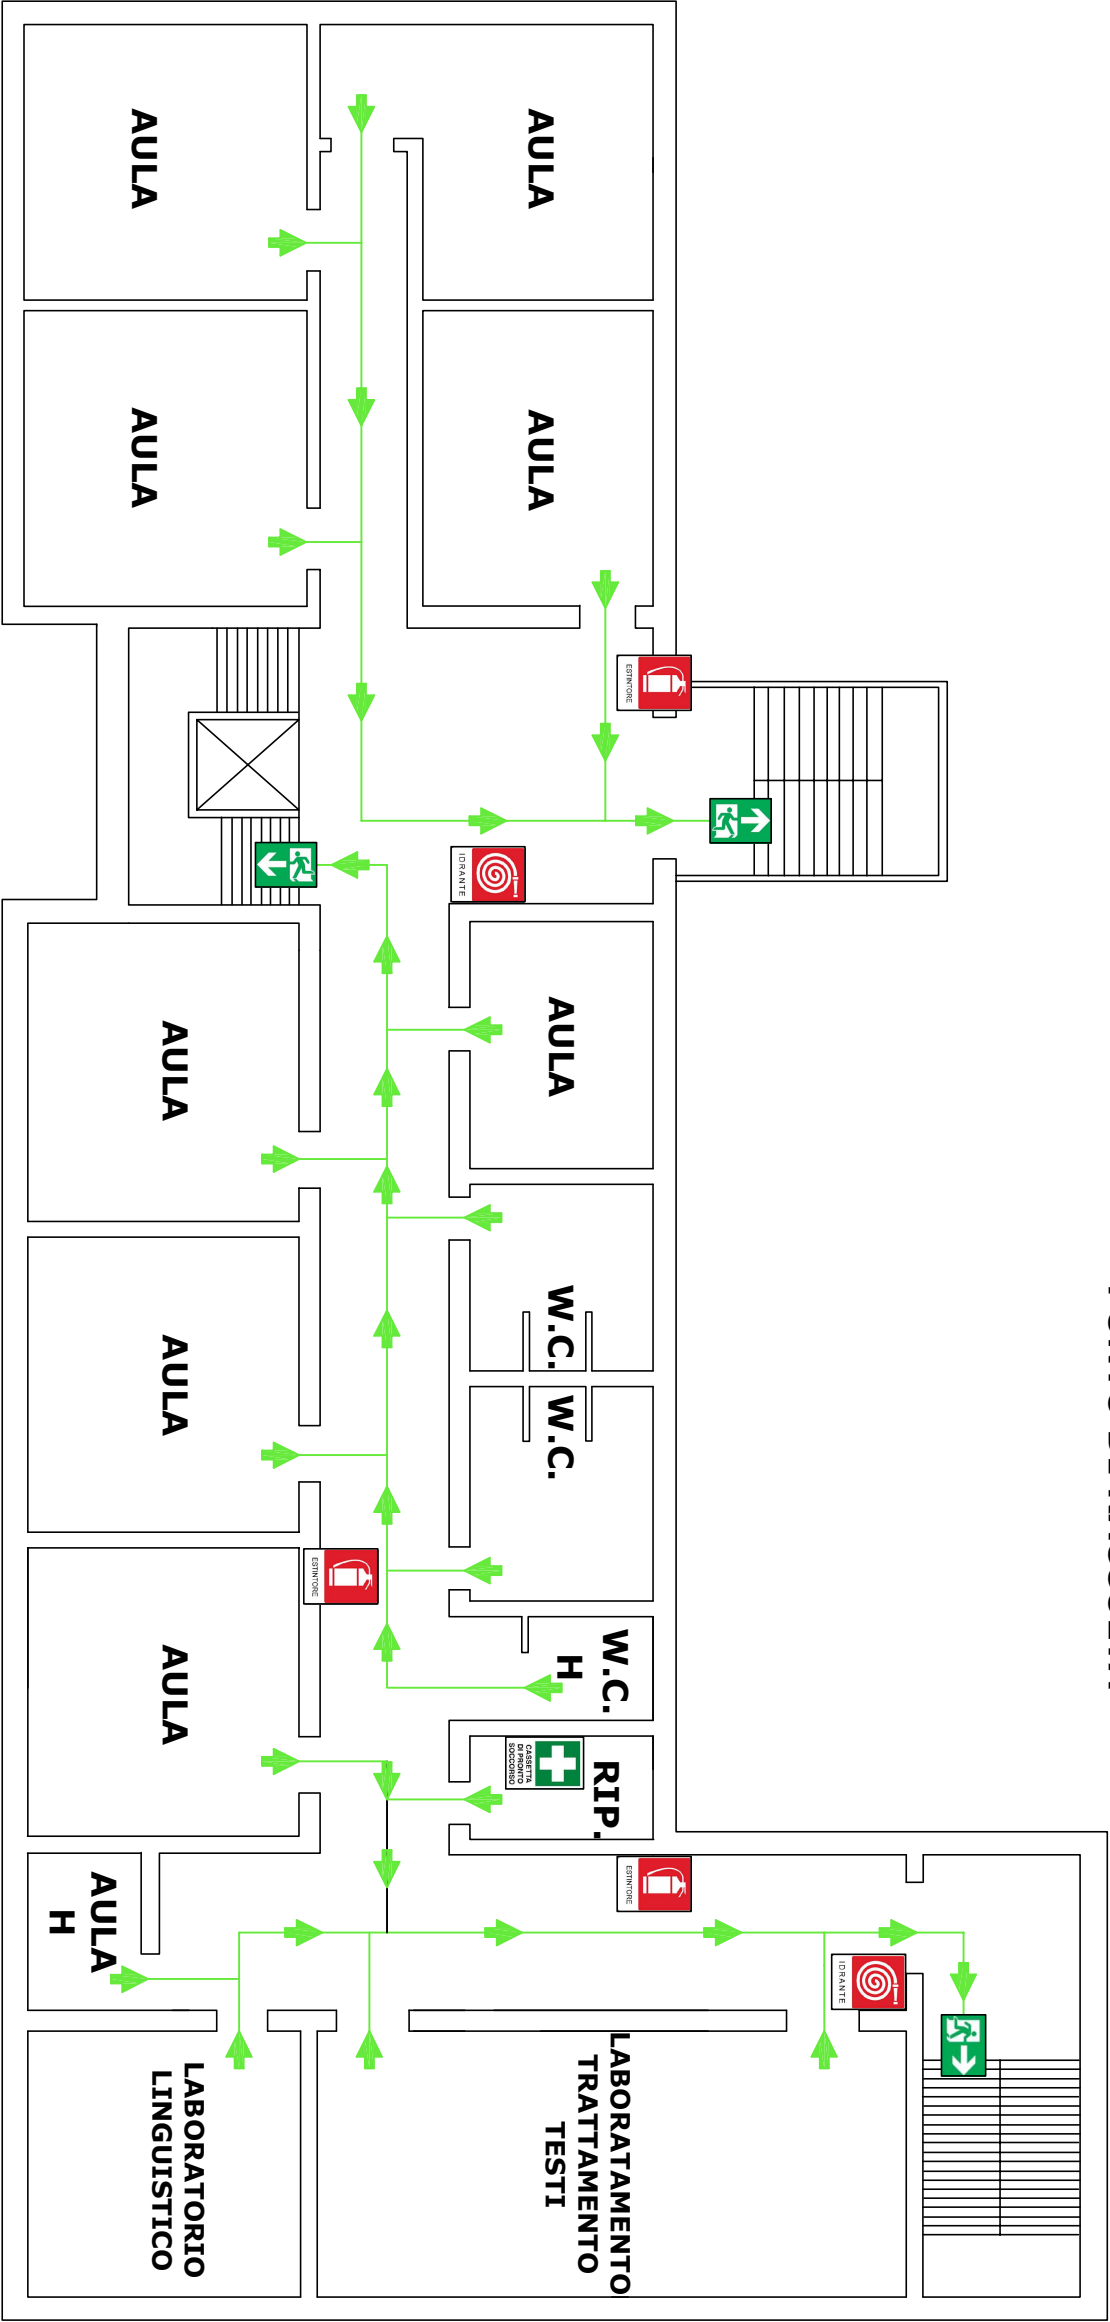 IDRANTE
ESTINTORE
ESTINTORE
AULA
AULA
AULA
W.C.
W.C.
W.C.
H
RIP.
CASSETTA
DI PRONTO
SOCCORSO
LABORATAMENTO
TRATTAMENTO
TESTI
IDRANTE
ESTINTORE
AULA
AULA
AULA
AULA
AULA
AULA
H
LABORATORIO
LINGUISTICO